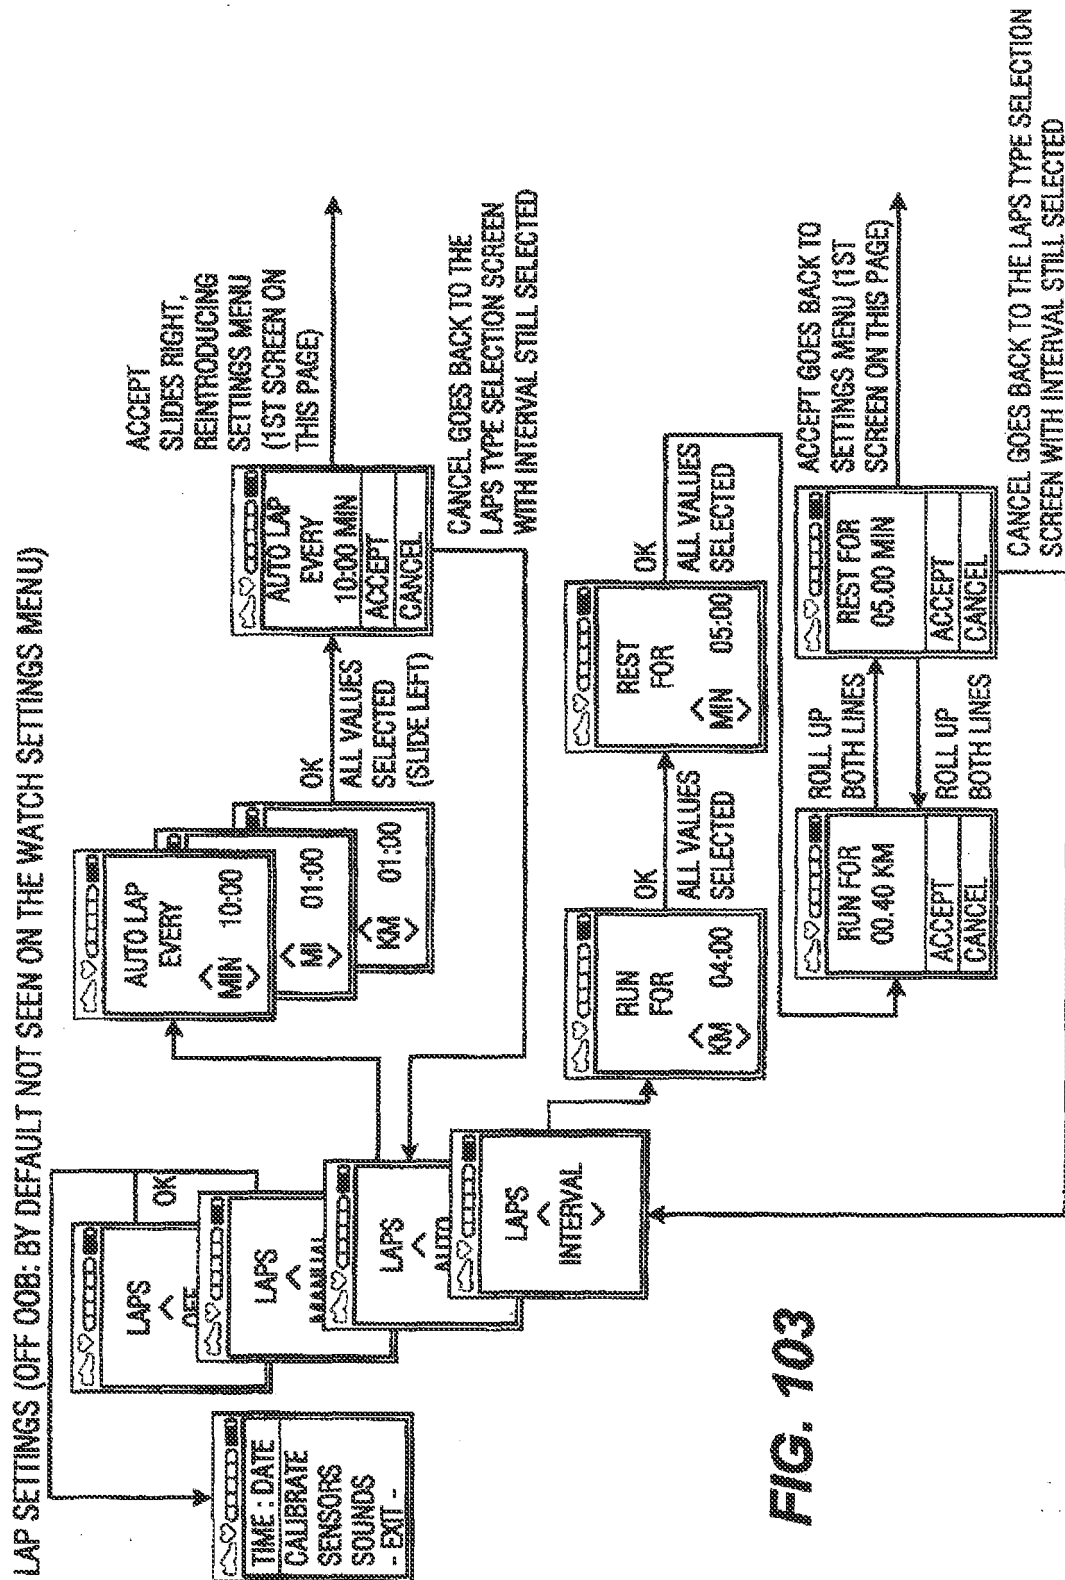 LAP SETTINGS (OFF OOB: BY DEFAULT NOT SEEN ON THE WATCH SETTINGS MENU)
TIME : DATE
CALIBRATE
SENSORS
SOUNDS
- EXIT -
LAPS
OFF
OK
LAPS
MANUAL
LAPS
AUTO
LAPS
INTERVAL
AUTO LAP
EVERY
MIN 10:00
MI 01:00
KM 01:00
OK
ALL VALUES
SELECTED
(SLIDE LEFT)
AUTO LAP
EVERY
10:00 MIN
ACCEPT
CANCEL
ACCEPT
SLIDES RIGHT,
REINTRODUCING
SETTINGS MENU
(1ST SCREEN ON
THIS PAGE)
CANCEL GOES BACK TO THE
LAPS TYPE SELECTION SCREEN
WITH INTERVAL STILL SELECTED
RUN
FOR
KM 04:00
OK
ALL VALUES
SELECTED
REST
FOR
MIN 05:00
OK
ALL VALUES
SELECTED
RUN FOR
00.40 KM
ACCEPT
CANCEL
ROLL UP
BOTH LINES
ROLL UP
BOTH LINES
REST FOR
05.00 MIN
ACCEPT
CANCEL
ACCEPT GOES BACK TO
SETTINGS MENU (1ST
SCREEN ON THIS PAGE)
CANCEL GOES BACK TO THE LAPS TYPE SELECTION
SCREEN WITH INTERVAL STILL SELECTED
FIG. 103